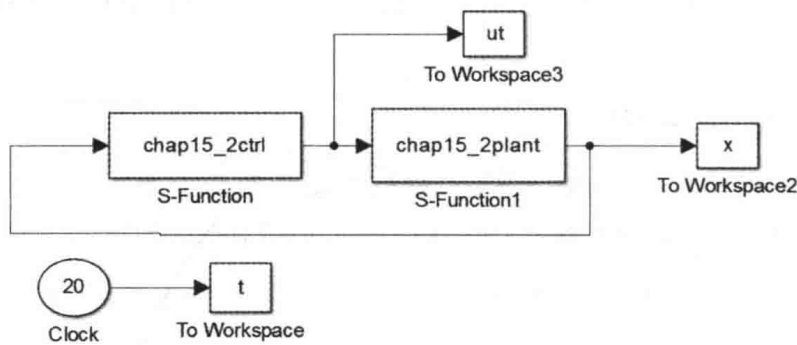 ut
To Workspace3
chap15_2ctrl
S-Function
chap15_2plant
S-Function1
x
To Workspace2
20
Clock
t
To Workspace